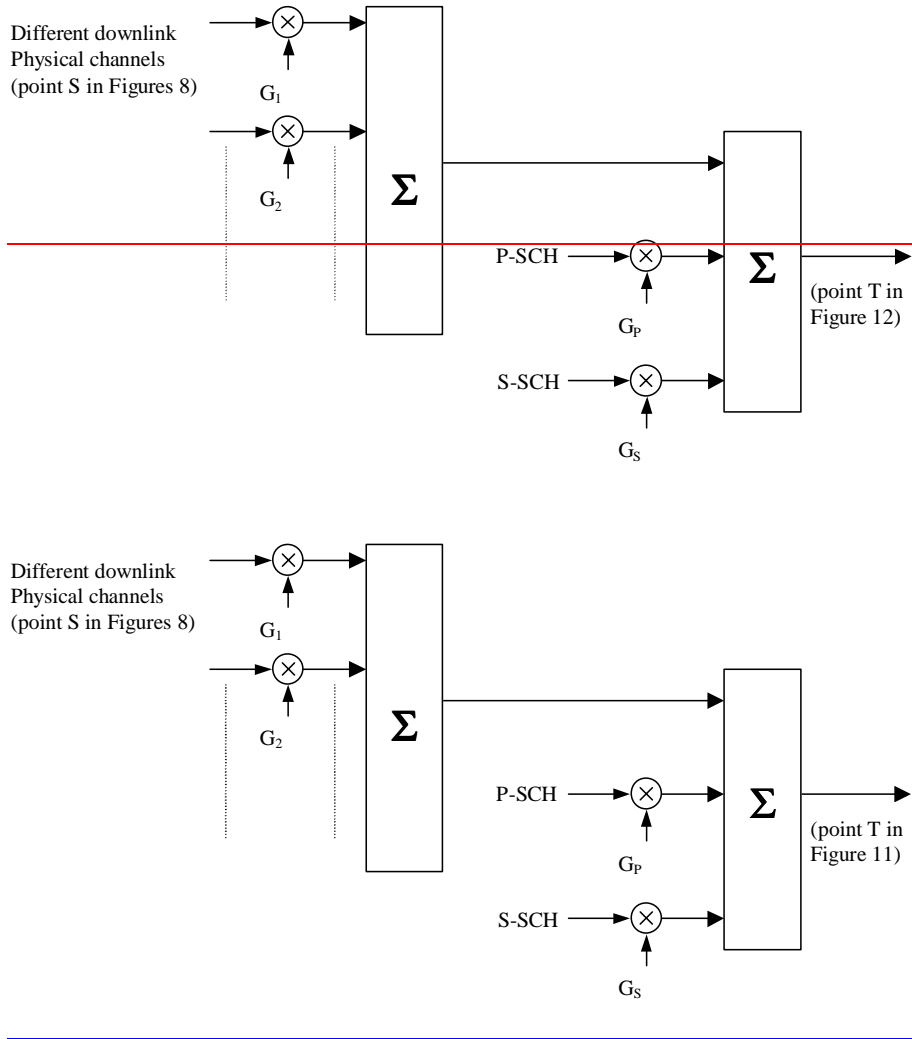 Different downlink
Physical channels
(point S in Figures 8)
G1
G2
Σ
P-SCH
Σ
(point T in
Figure 12)
GP
S-SCH
GS
Different downlink
Physical channels
(point S in Figures 8)
G1
G2
Σ
P-SCH
Σ
(point T in
Figure 11)
GP
S-SCH
GS